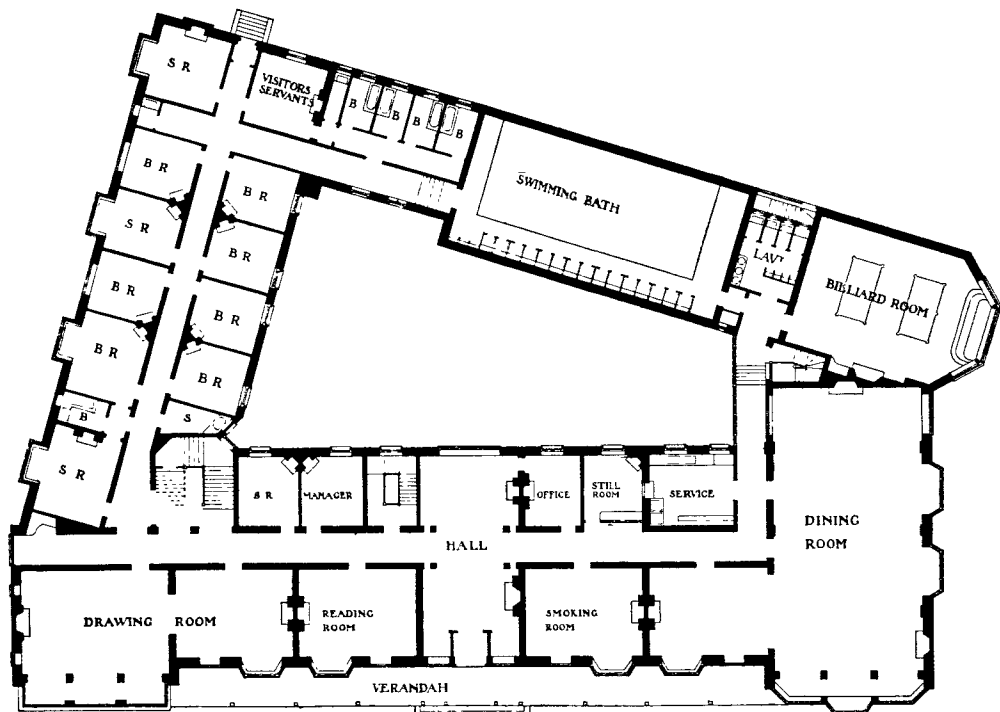 S R
VISITORS
SERVANTS
B
B
B
B
B R
B R
SWIMMING BATH
S R
B R
LAVY
B R
BILLIARD ROOM
B R
B R
B R
S
B
S R
B R
MANAGER
OFFICE
STILL
ROOM
SERVICE
DINING
ROOM
HALL
DRAWING ROOM
READING
ROOM
SMOKING
ROOM
VERANDAH